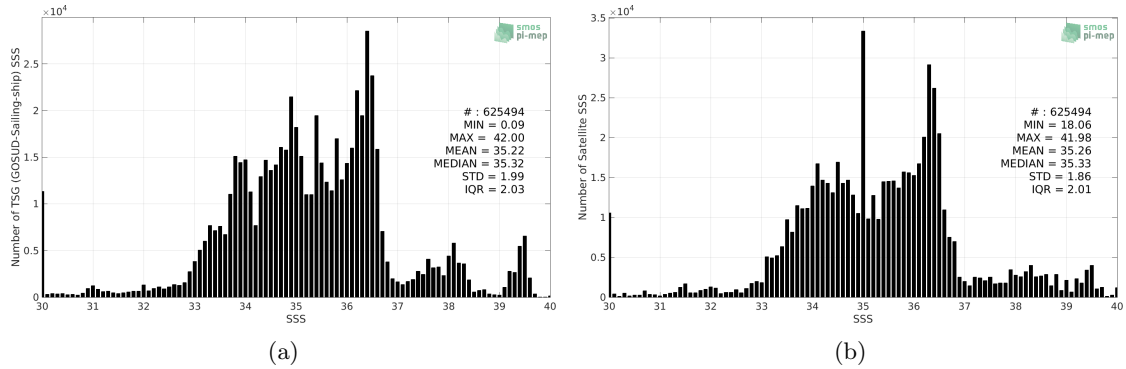 ×10⁴
smos
pi-mep
Number of TSG (GOSUD-Sailing-ship) SSS
2.5
2
1.5
1
0.5
0
# : 625494
MIN = 0.09
MAX = 42.00
MEAN = 35.22
MEDIAN = 35.32
STD = 1.99
IQR = 2.03
30 31 32 33 34 35 36 37 38 39 40
SSS
(a)
×10⁴
smos
pi-mep
Number of Satellite SSS
3.5
3
2.5
2
1.5
1
0.5
0
# : 625494
MIN = 18.06
MAX = 41.98
MEAN = 35.26
MEDIAN = 35.33
STD = 1.86
IQR = 2.01
30 31 32 33 34 35 36 37 38 39 40
SSS
(b)